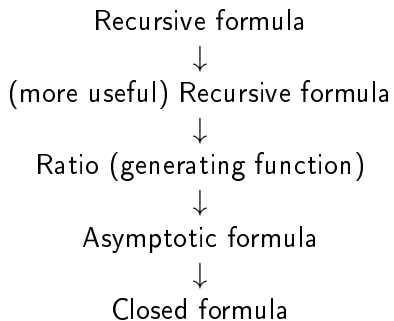 Recursive formula
↓
(more useful) Recursive formula
↓
Ratio (generating function)
↓
Asymptotic formula
↓
Closed formula